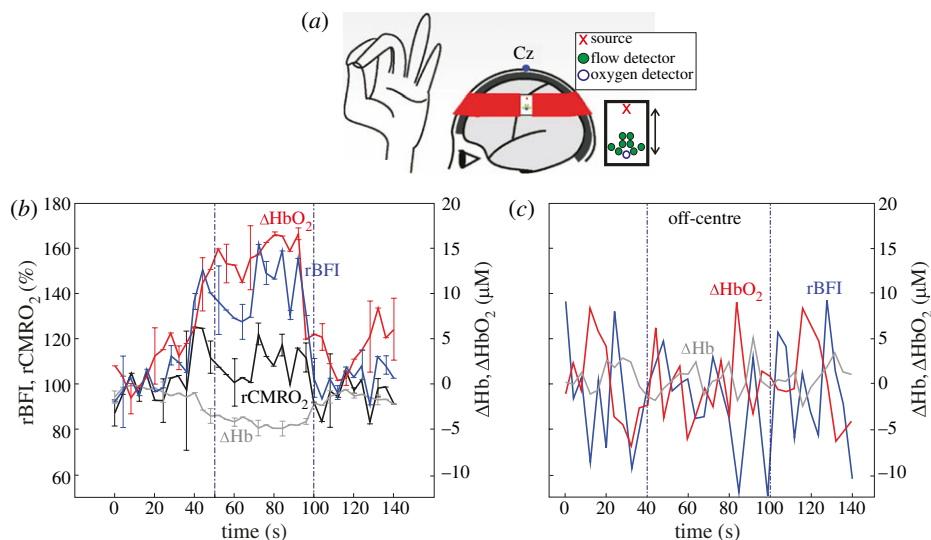 (a)
Cz
x source
flow detector
oxygen detector
(b)
180
160
140
120
100
80
60
rBFI, rCMRO2 (%)
ΔHbO2
rBFI
rCMRO2
ΔHb
20
15
10
5
0
−5
−10
ΔHb, ΔHbO2 (μM)
0 20 40 60 80 100 120 140
time (s)
(c)
off-centre
ΔHbO2
rBFI
ΔHb
20
15
10
5
0
−5
−10
ΔHb, ΔHbO2 (μM)
0 20 40 60 80 100 120 140
time (s)